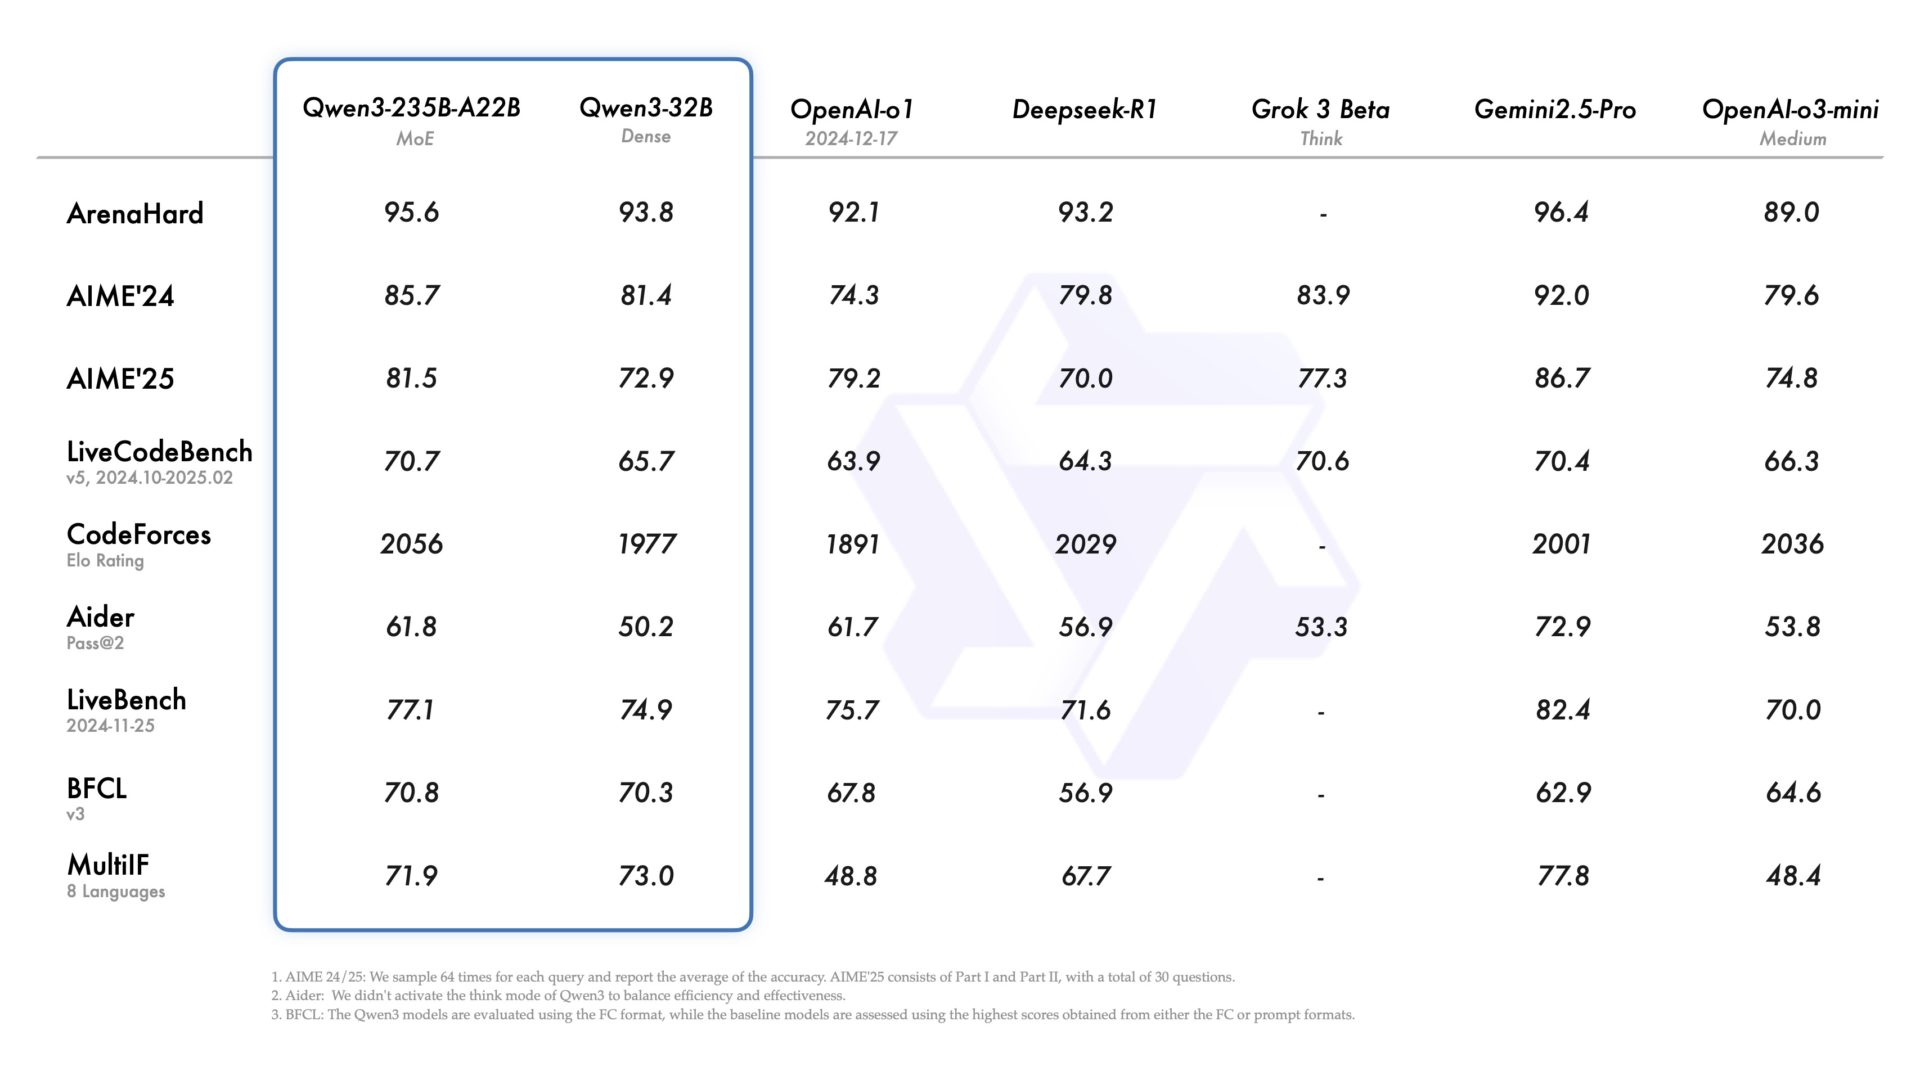 Qwen3-235B-A22B Qwen3-32B OpenAI-o1 Deepseek-R1 Grok 3 Beta Gemini2.5-Pro OpenAI-o3-mini
MoE Dense 2024-12-17 Think Medium
ArenaHard 95.6 93.8 92.1 93.2 - 96.4 89.0
AIME'24 85.7 81.4 74.3 79.8 83.9 92.0 79.6
AIME'25 81.5 72.9 79.2 70.0 77.3 86.7 74.8
LiveCodeBench 70.7 65.7 63.9 64.3 70.6 70.4 66.3
v5, 2024.10-2025.02
CodeForces 2056 1977 1891 2029 - 2001 2036
Elo Rating
Aider 61.8 50.2 61.7 56.9 53.3 72.9 53.8
Pass@2
LiveBench 77.1 74.9 75.7 71.6 - 82.4 70.0
2024-11-25
BFCL 70.8 70.3 67.8 56.9 - 62.9 64.6
v3
MultiIF 71.9 73.0 48.8 67.7 - 77.8 48.4
8 Languages
1. AIME 24/25: We sample 64 times for each query and report the average of the accuracy. AIME'25 consists of Part I and Part II, with a total of 30 questions.
2. Aider: We didn't activate the think mode of Qwen3 to balance efficiency and effectiveness.
3. BFCL: The Qwen3 models are evaluated using the FC format, while the baseline models are assessed using the highest scores obtained from either the FC or prompt formats.